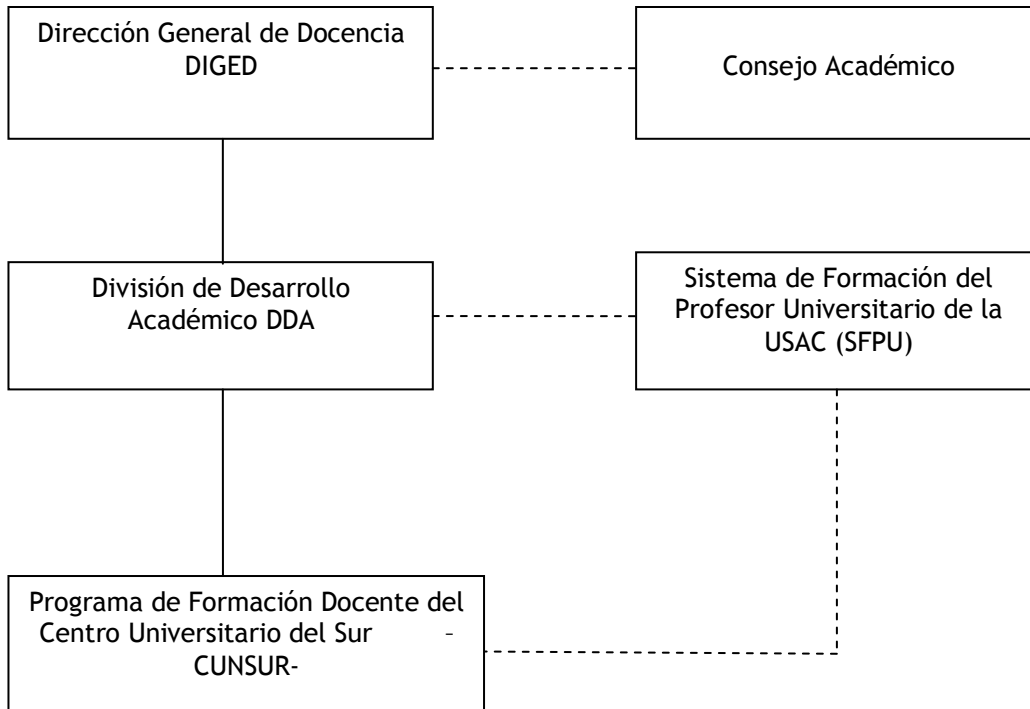 Dirección General de Docencia
DIGED
Consejo Académico
División de Desarrollo
Académico DDA
Sistema de Formación del
Profesor Universitario de la
USAC (SFPU)
Programa de Formación Docente del
Centro Universitario del Sur -
CUNSUR-